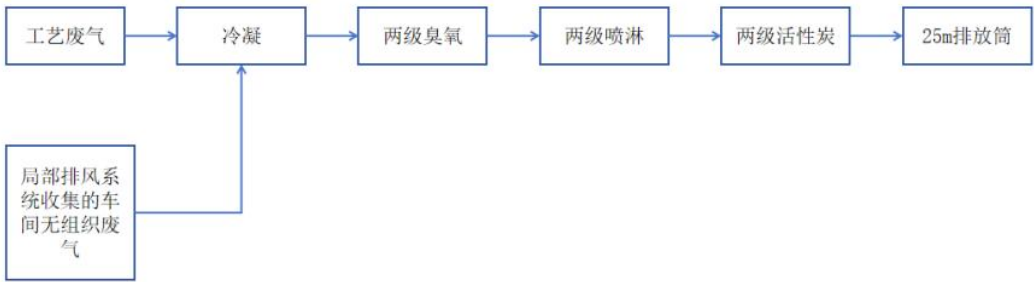 工艺废气
冷凝
两级臭氧
两级喷淋
两级活性炭
25m排放筒
局部排风系
统收集的车
间无组织废
气